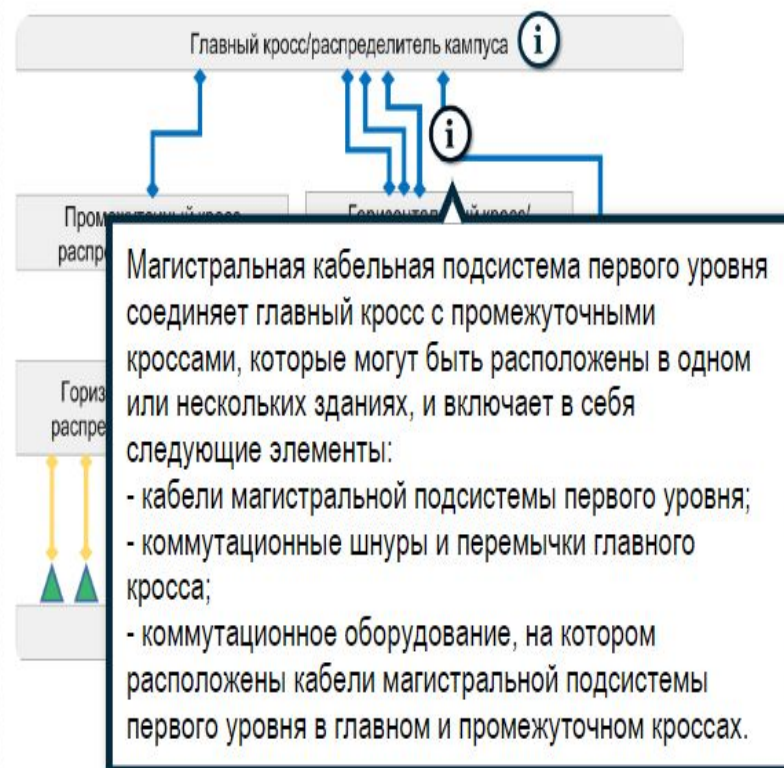 Главный кросс/распределитель кампуса i
i
Магистральная кабельная подсистема первого уровня
соединяет главный кросс с промежуточными
кроссами, которые могут быть расположены в одном
или нескольких зданиях, и включает в себя
следующие элементы:
- кабели магистральной подсистемы первого уровня;
- коммутационные шнуры и перемычки главного
кросса;
- коммутационное оборудование, на котором
расположены кабели магистральной подсистемы
первого уровня в главном и промежуточном кроссах.